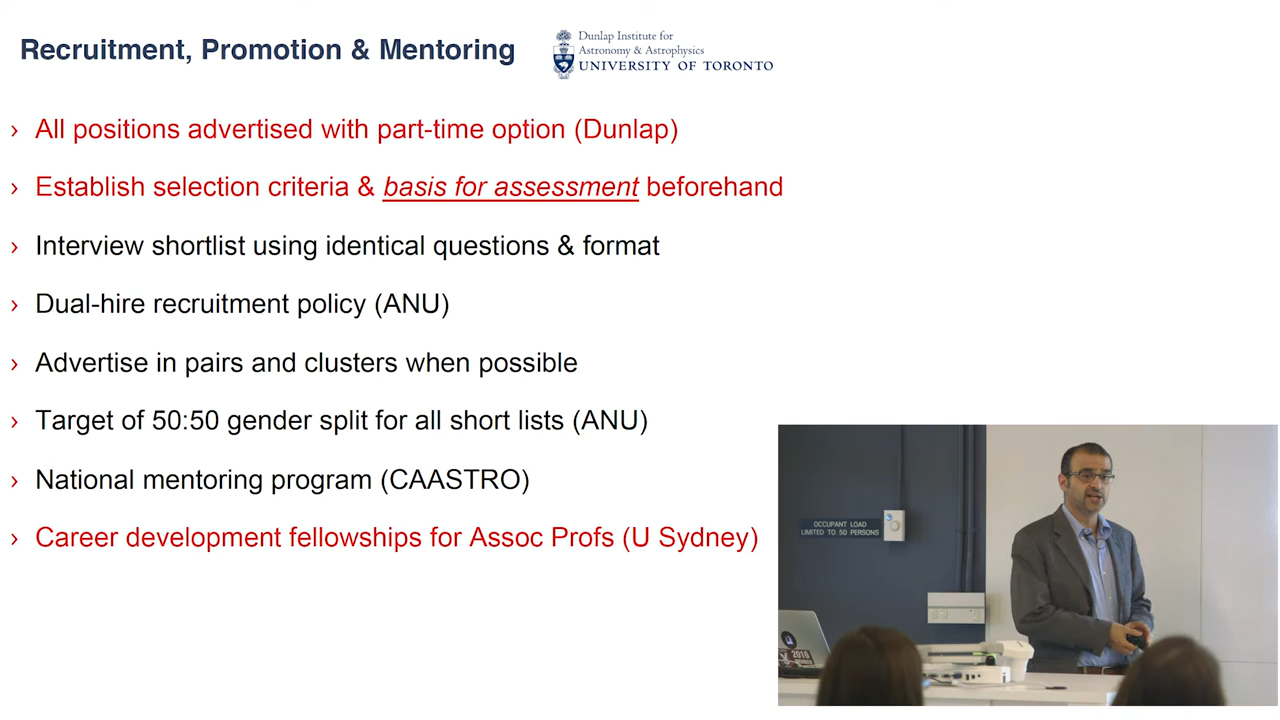 Recruitment, Promotion & Mentoring
Dunlap Institute for
Astronomy & Astrophysics
UNIVERSITY OF TORONTO
› All positions advertised with part-time option (Dunlap)
› Establish selection criteria & basis for assessment beforehand
› Interview shortlist using identical questions & format
› Dual-hire recruitment policy (ANU)
› Advertise in pairs and clusters when possible
› Target of 50:50 gender split for all short lists (ANU)
› National mentoring program (CAASTRO)
› Career development fellowships for Assoc Profs (U Sydney)
OCCUPANT LOAD
LIMITED TO 50 PERSONS
2016